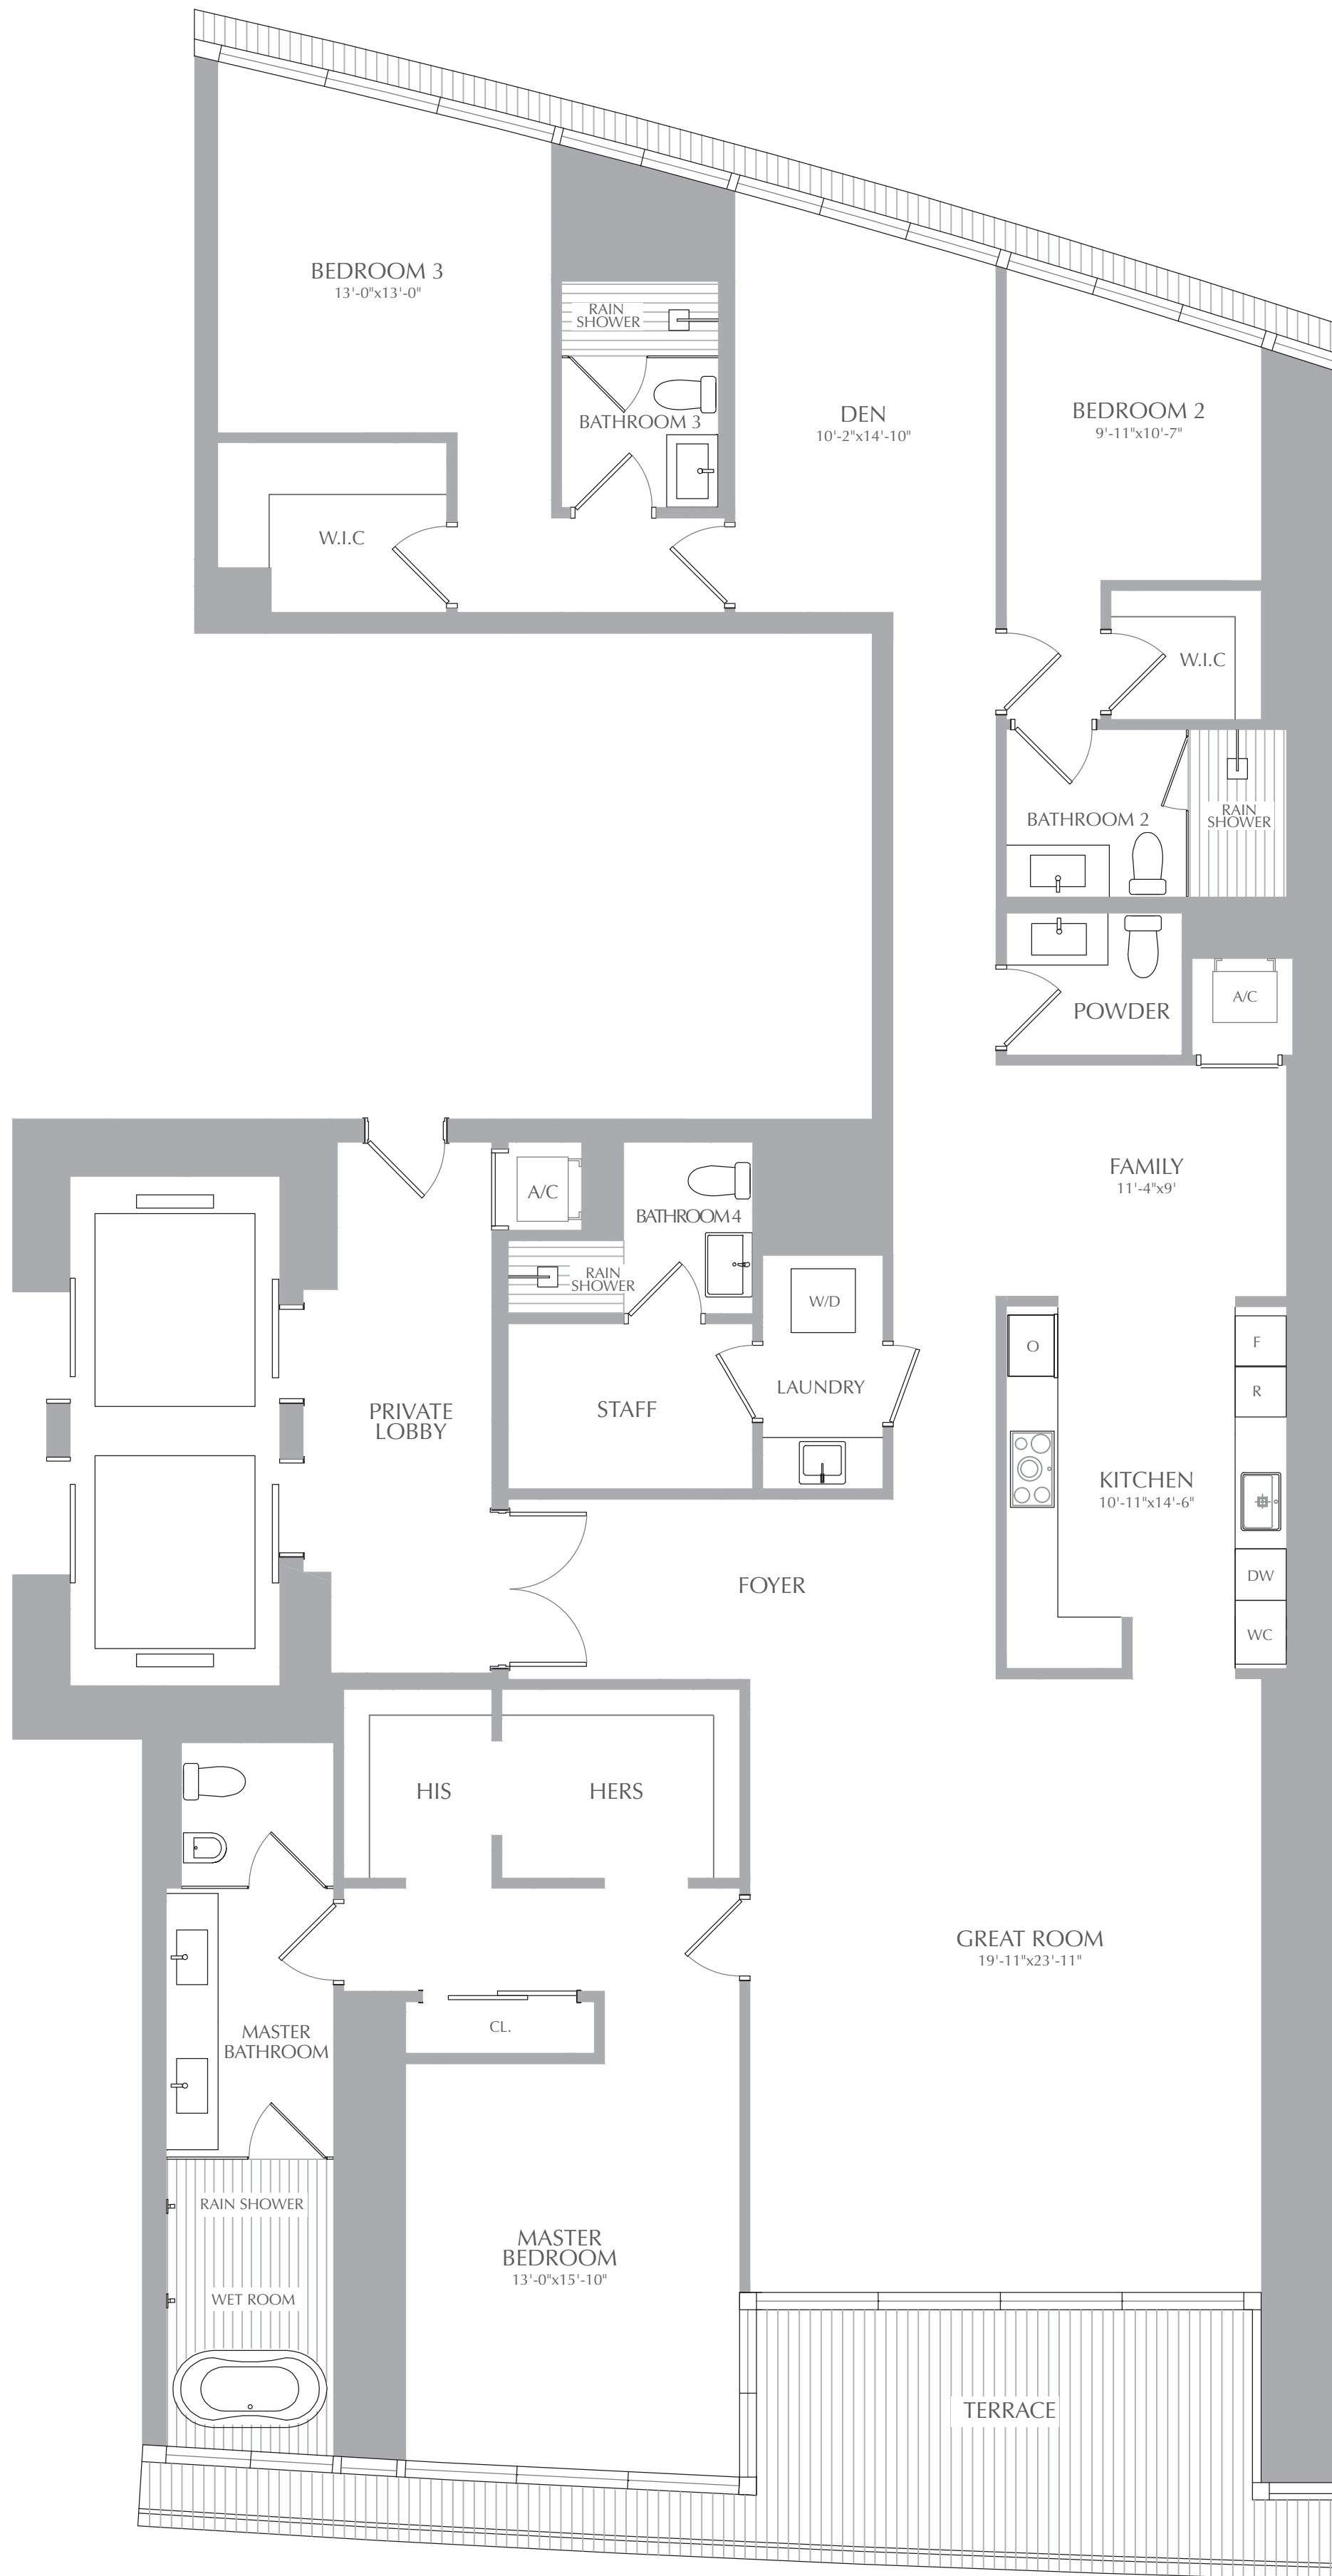 BEDROOM 3
13'-0"x13'-0"
RAIN
SHOWER
BATHROOM 3
DEN
10'-2"x14'-10"
BEDROOM 2
9'-11"x10'-7"
W.I.C
W.I.C
BATHROOM 2
RAIN
SHOWER
POWDER
A/C
FAMILY
11'-4"x9'
A/C
BATHROOM 4
RAIN
SHOWER
W/D
LAUNDRY
STAFF
PRIVATE
LOBBY
O
F
R
KITCHEN
10'-11"x14'-6"
DW
WC
FOYER
HIS
HERS
GREAT ROOM
19'-11"x23'-11"
CL.
MASTER
BATHROOM
RAIN SHOWER
WET ROOM
MASTER
BEDROOM
13'-0"x15'-10"
TERRACE